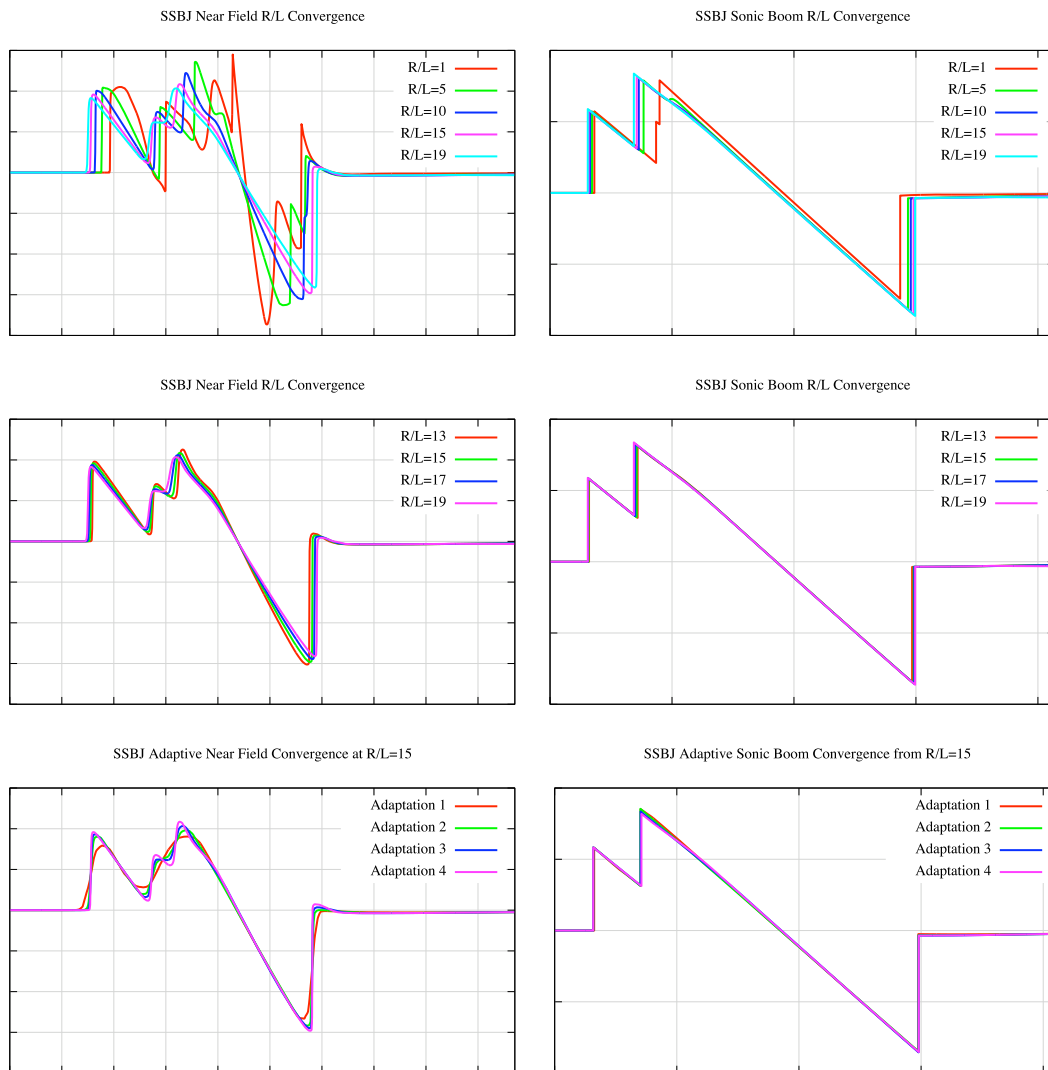 SSBJ Near Field R/L Convergence
R/L=1
R/L=5
R/L=10
R/L=15
R/L=19
SSBJ Sonic Boom R/L Convergence
R/L=1
R/L=5
R/L=10
R/L=15
R/L=19
SSBJ Near Field R/L Convergence
R/L=13
R/L=15
R/L=17
R/L=19
SSBJ Sonic Boom R/L Convergence
R/L=13
R/L=15
R/L=17
R/L=19
SSBJ Adaptive Near Field Convergence at R/L=15
Adaptation 1
Adaptation 2
Adaptation 3
Adaptation 4
SSBJ Adaptive Sonic Boom Convergence from R/L=15
Adaptation 1
Adaptation 2
Adaptation 3
Adaptation 4